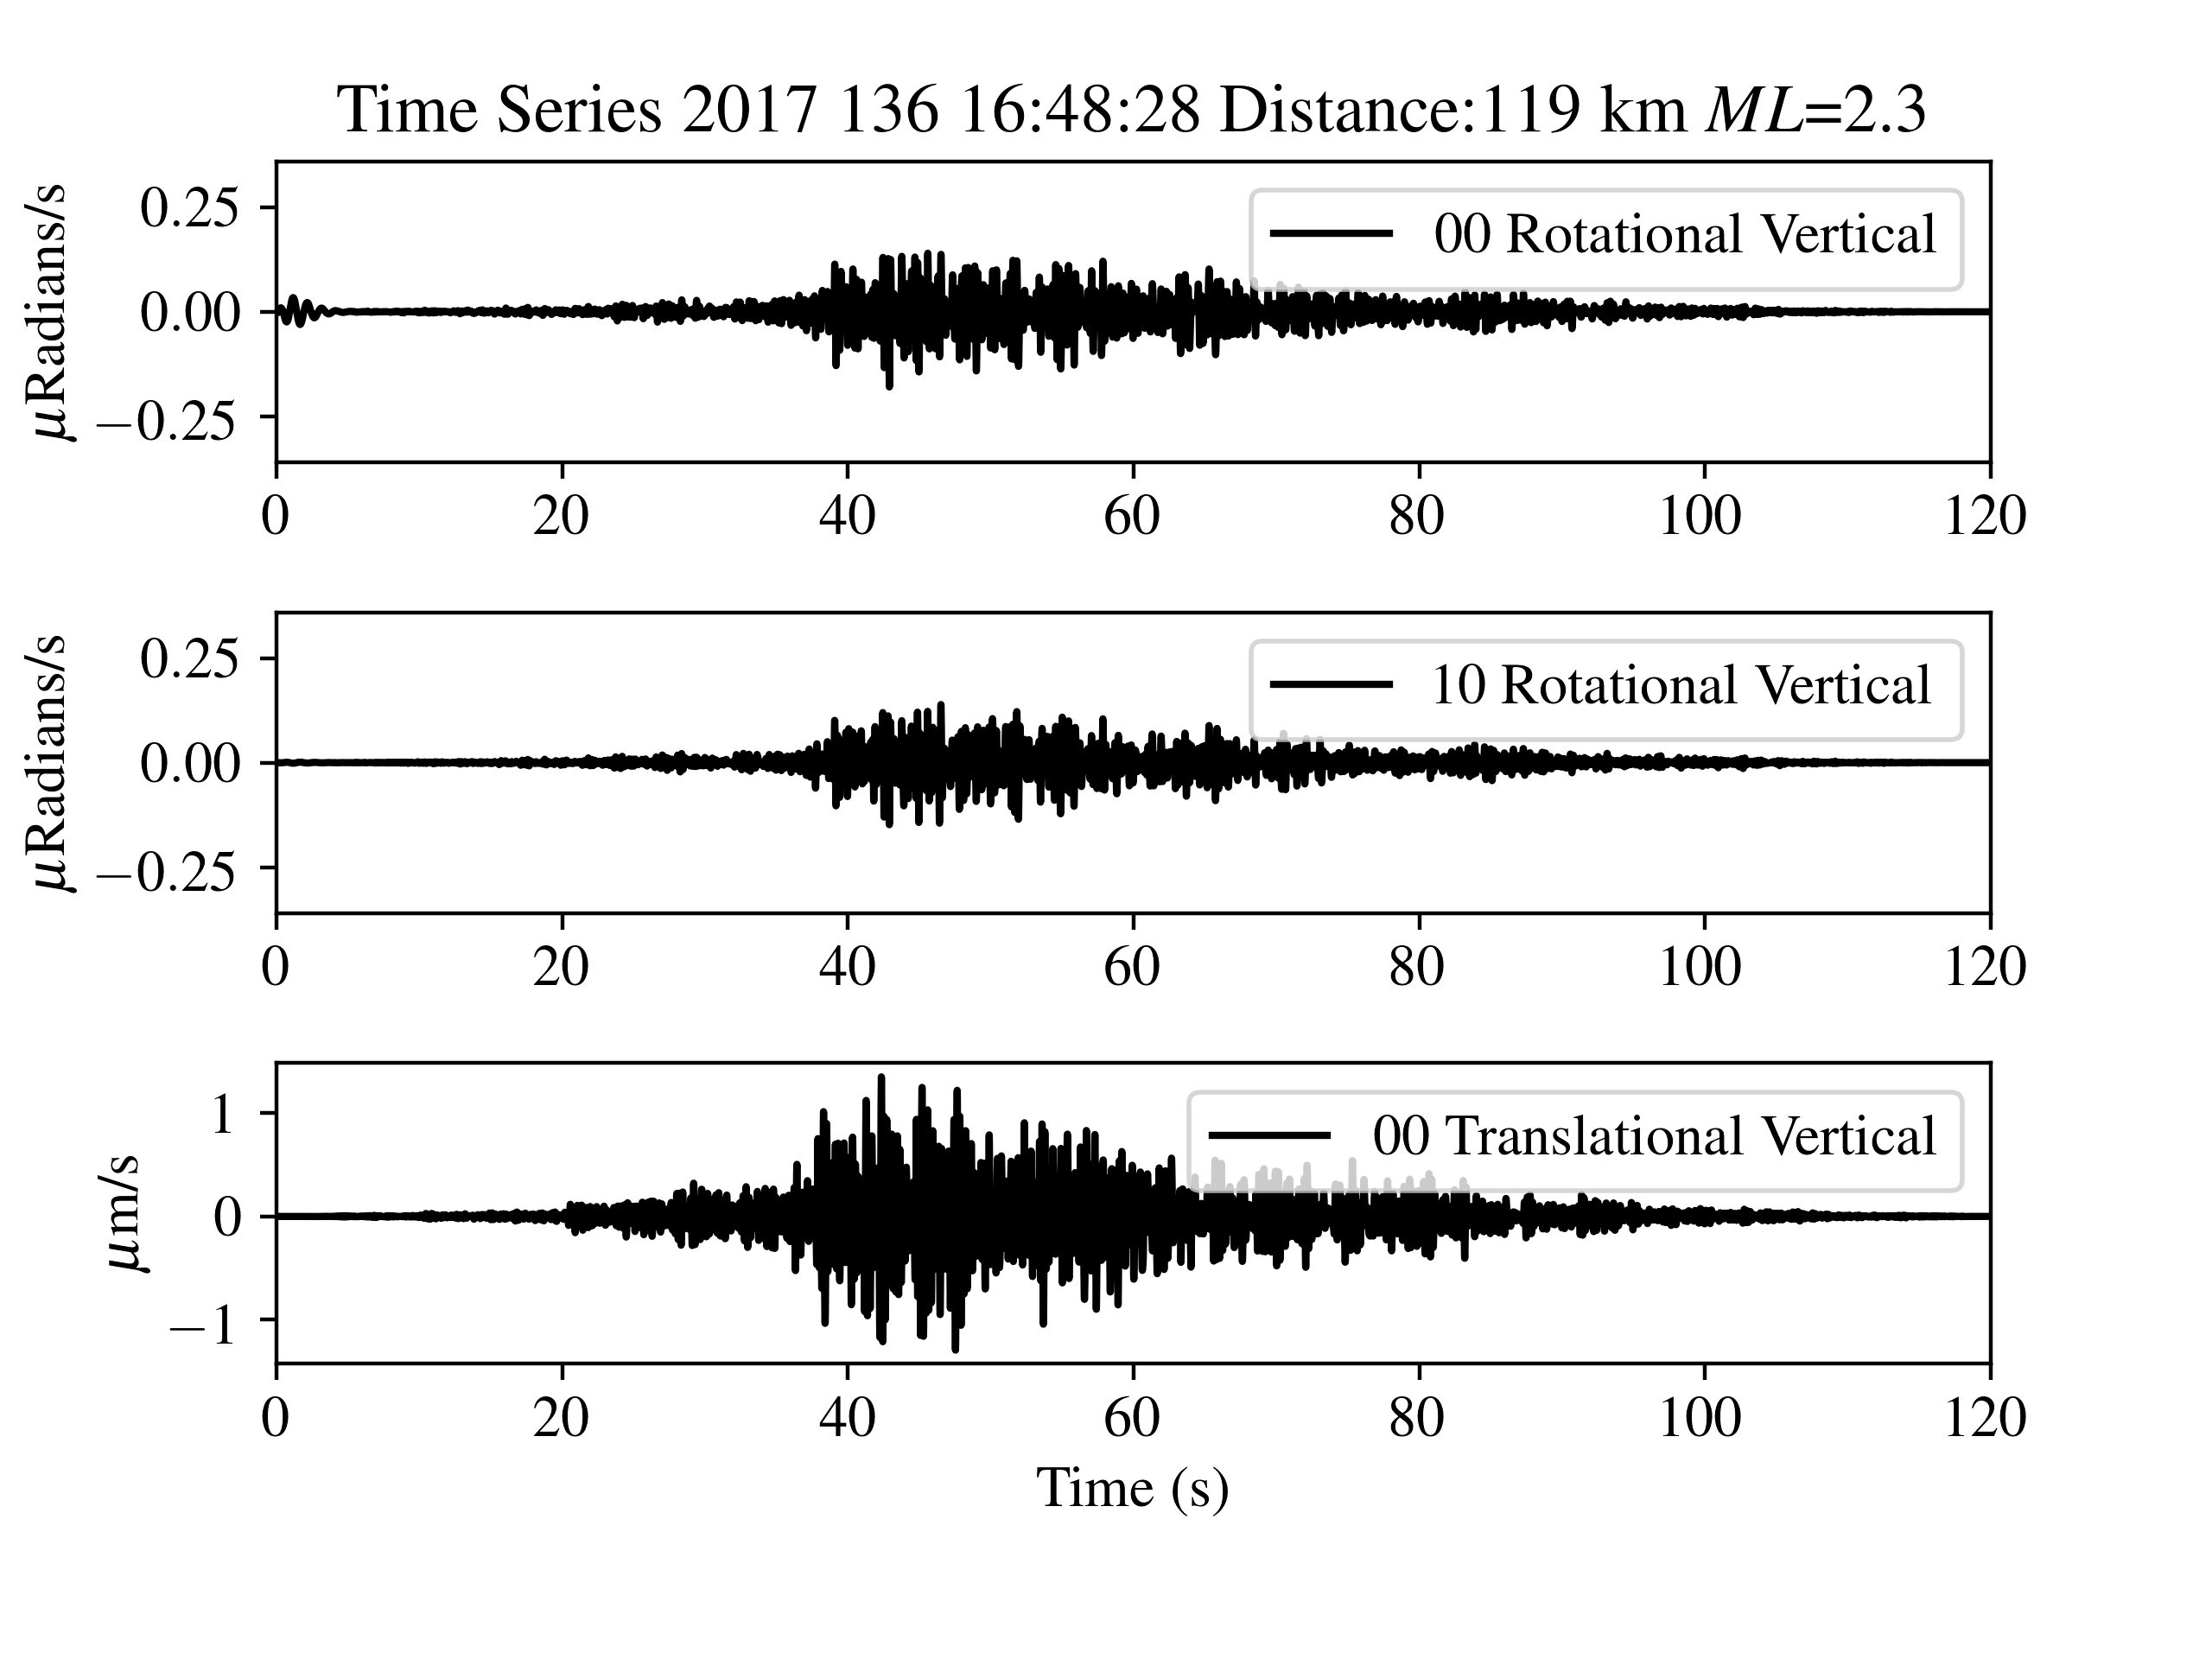 Time Series 2017 136 16:48:28 Distance:119 km ML=2.3
µRadians/s
0.25
0.00
−0.25
00 Rotational Vertical
0 20 40 60 80 100 120
µRadians/s
0.25
0.00
−0.25
10 Rotational Vertical
0 20 40 60 80 100 120
µm/s
1
0
−1
00 Translational Vertical
0 20 40 60 80 100 120
Time (s)